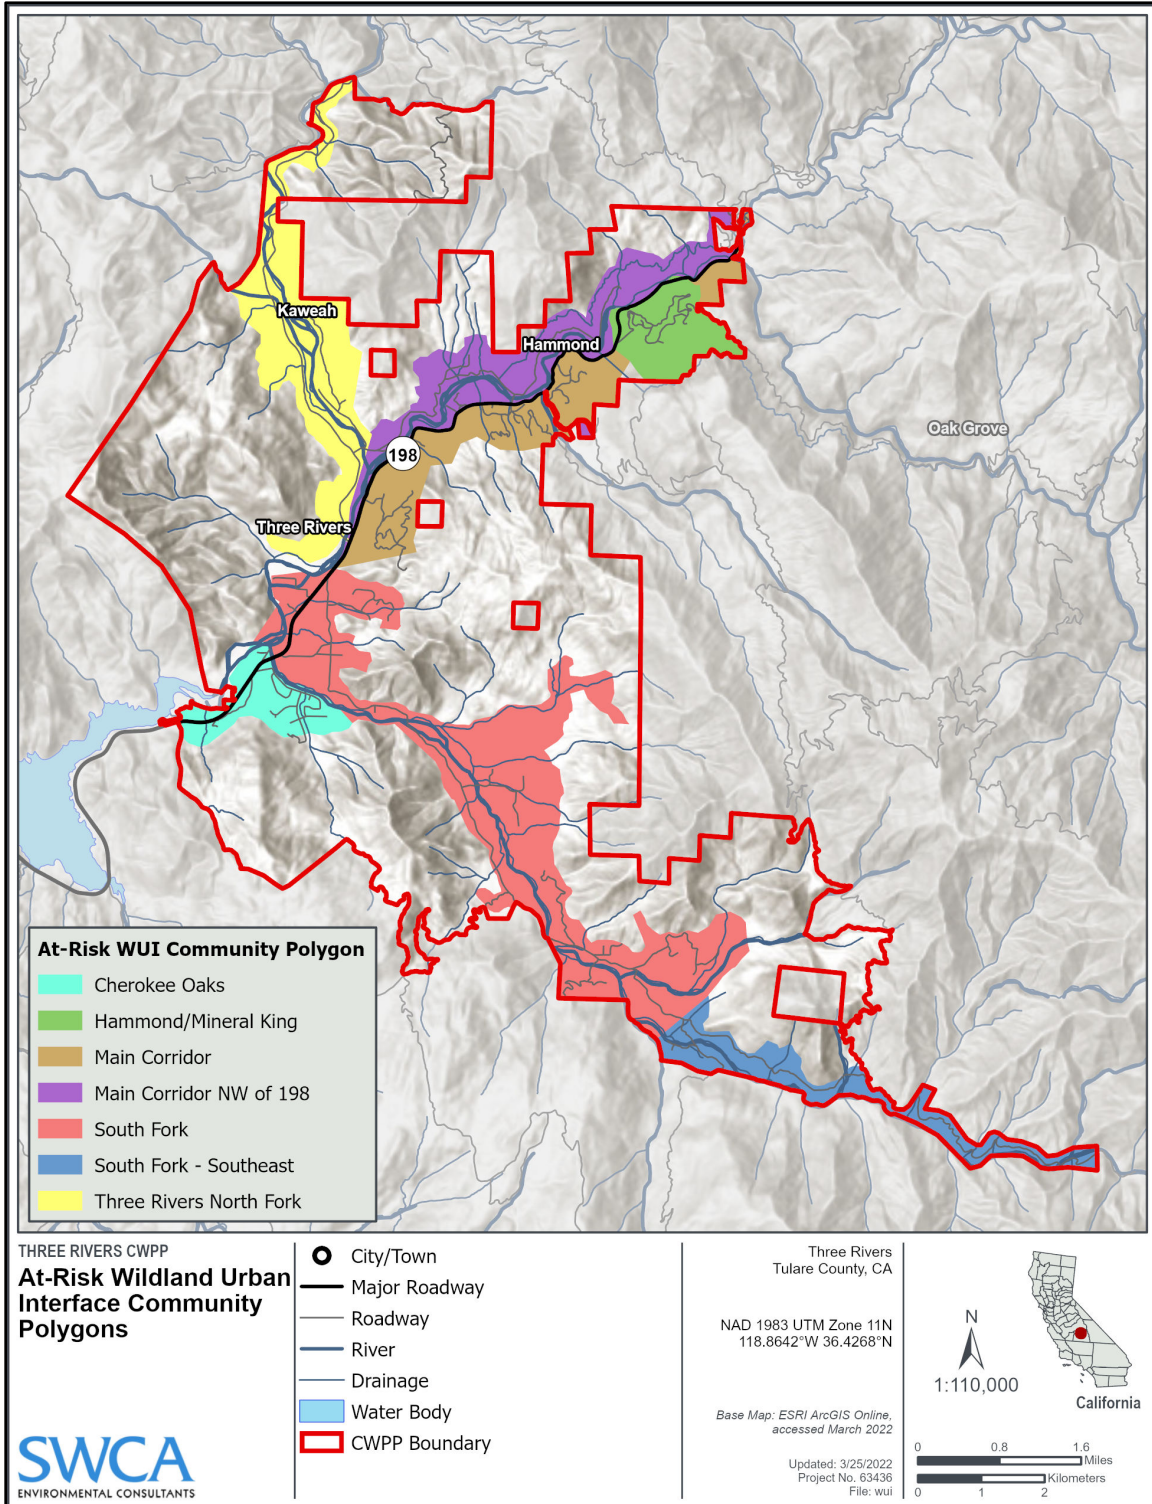 Kaweah
Hammond
Oak Grove
198
Three Rivers
At-Risk WUI Community Polygon
Cherokee Oaks
Hammond/Mineral King
Main Corridor
Main Corridor NW of 198
South Fork
South Fork - Southeast
Three Rivers North Fork
THREE RIVERS CWPP
At-Risk Wildland Urban
Interface Community
Polygons
SWCA
ENVIRONMENTAL CONSULTANTS
City/Town
Major Roadway
Roadway
River
Drainage
Water Body
CWPP Boundary
Three Rivers
Tulare County, CA
NAD 1983 UTM Zone 11N
118.8642°W 36.4268°N
Base Map: ESRI ArcGIS Online,
accessed March 2022
Updated: 3/25/2022
Project No. 63436
File: wui
N
1:110,000
California
0 0.8 1.6
Miles
Kilometers
0 1 2